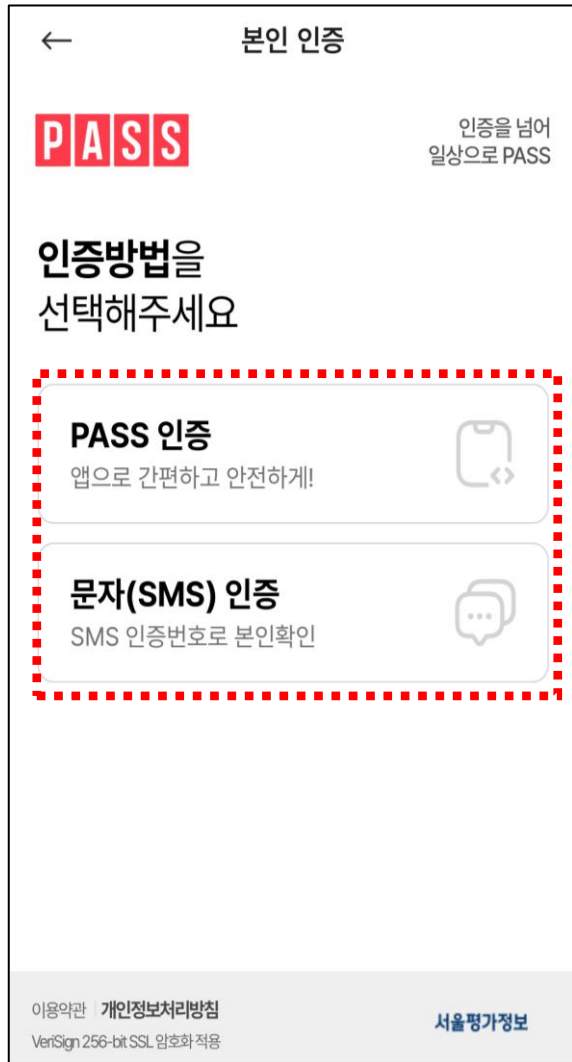 본인 인증
PASS
인증을 넘어
일상으로 PASS
인증방법을
선택해주세요
PASS 인증
앱으로 간편하고 안전하게!
문자(SMS) 인증
SMS 인증번호로 본인확인
이용약관 개인정보처리방침
VeriSign 256-bit SSL 암호화 적용
서울평가정보